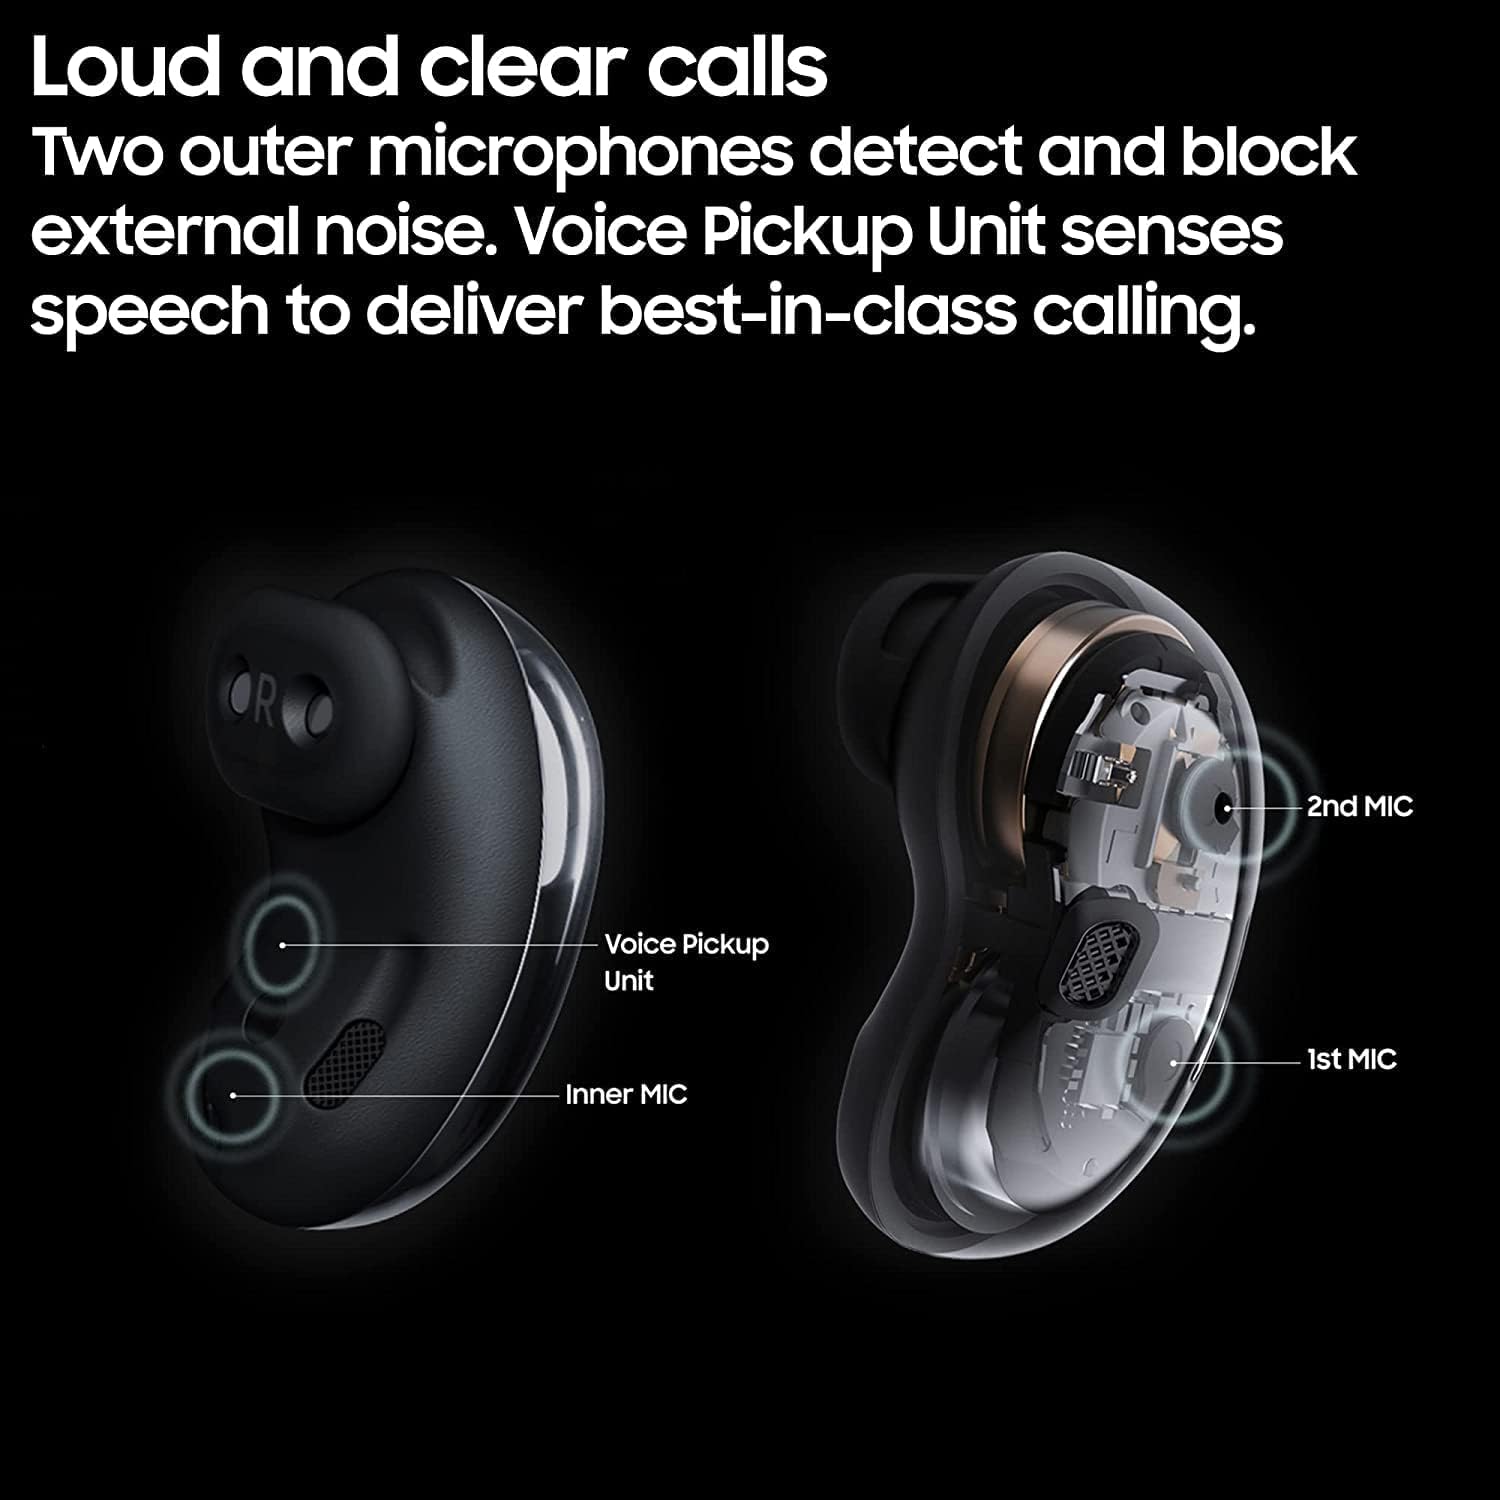 Loud and clear calls
Two outer microphones detect and block
external noise. Voice Pickup Unit senses
speech to deliver best-in-class calling.
R
2nd MIC
Voice Pickup
Unit
1st MIC
Inner MIC